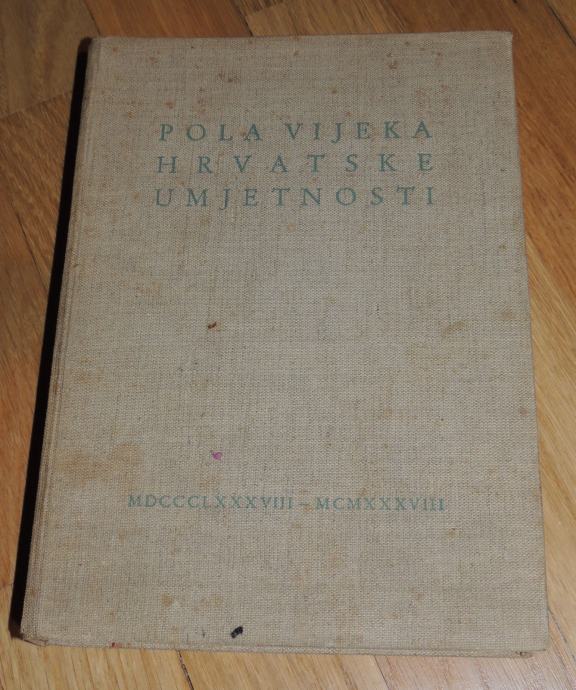 POLA VIJEKA
HRVATSKE
UMJETNOSTI
MDCCCLXXXVIII – MCMXXXVIII